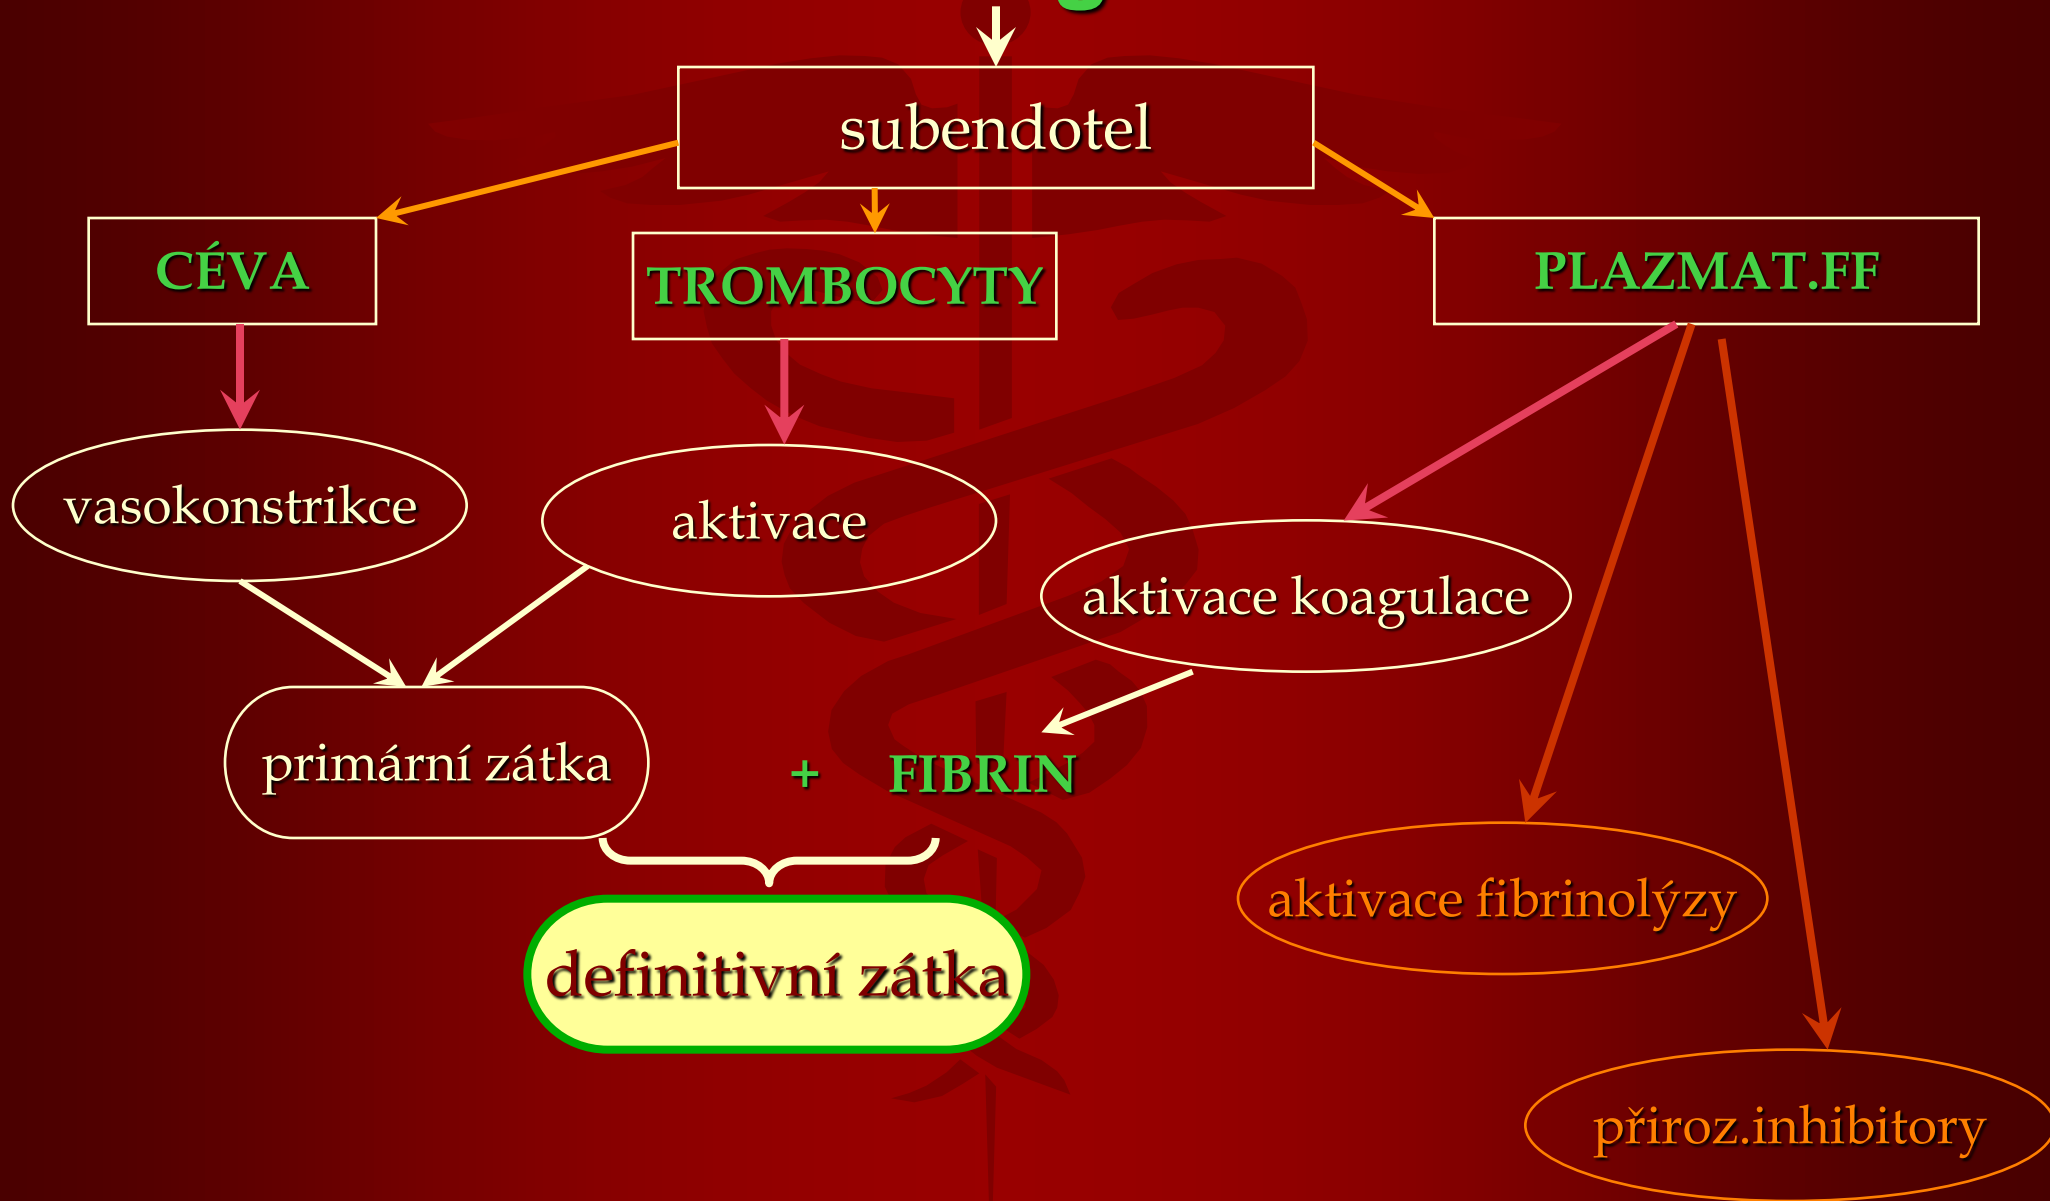 subendotel
CÉVA
TROMBOCYTY
PLAZMAT.FF
vasokonstrikce
aktivace
aktivace koagulace
primární zátka
+ FIBRIN
aktivace fibrinolýzy
definitivní zátka
přiroz.inhibitory